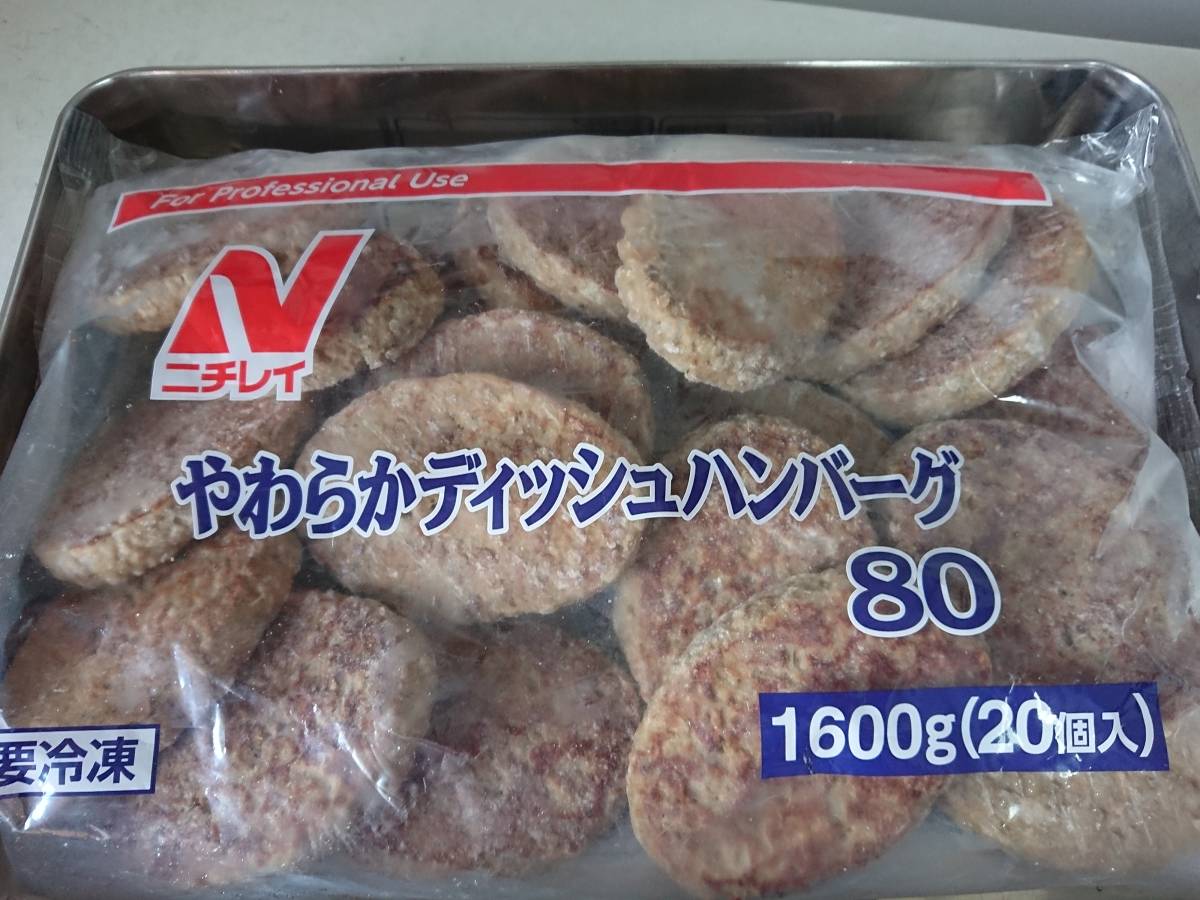 For Professional Use
ニチレイ
やわらかディッシュハンバーグ
80
1600g(20個入)
要冷凍